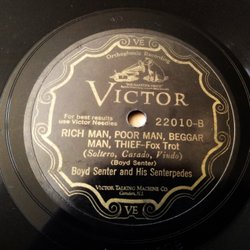 VE
Orthophonic Recording
VICTOR
For best results
use Victor Needles
22010-B
RICH MAN, POOR MAN, BEGGAR
MAN, THIEF-Fox Trot
(Soltero, Casado, Viudo)
(Boyd Senter)
Boyd Senter and His Senterpedes
VICTOR TALKING MACHINE CO
Camden, N.J.
VE